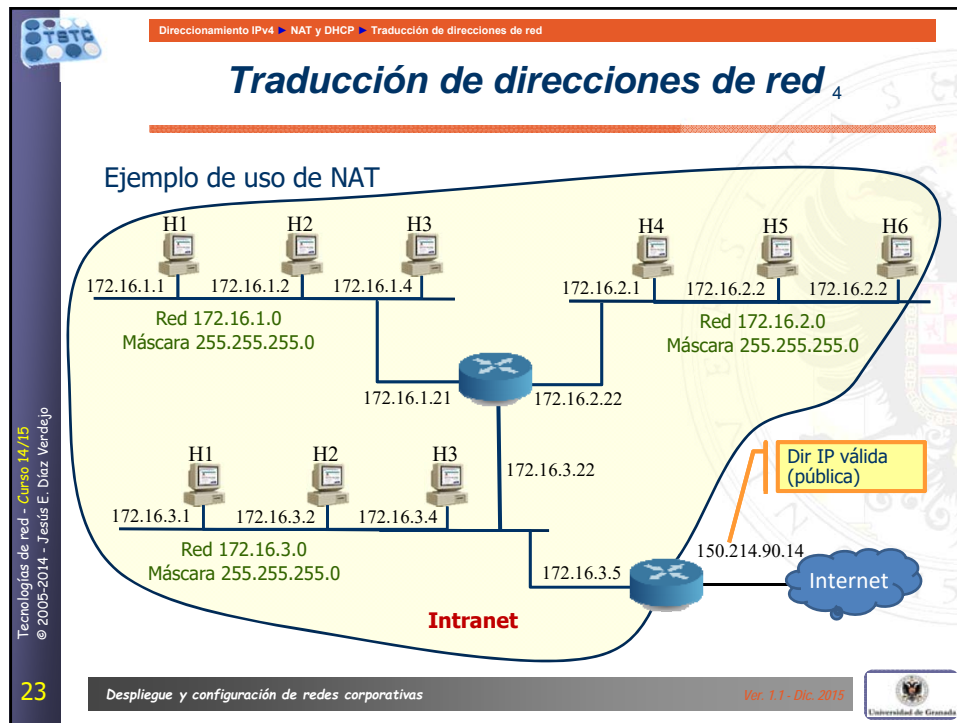 TSTC
Direccionamiento IPv4 ► NAT y DHCP ► Traducción de direcciones de red
Traducción de direcciones de red 4
Ejemplo de uso de NAT
H1 H2 H3 H4 H5 H6
172.16.1.1 172.16.1.2 172.16.1.4 172.16.2.1 172.16.2.2 172.16.2.2
Red 172.16.1.0
Máscara 255.255.255.0
Red 172.16.2.0
Máscara 255.255.255.0
172.16.1.21 172.16.2.22
H1 H2 H3
172.16.3.22
172.16.3.1 172.16.3.2 172.16.3.4
Red 172.16.3.0
Máscara 255.255.255.0
Dir IP válida
(pública)
150.214.90.14
172.16.3.5
Internet
Intranet
Tecnologías de red - Curso 14/15
© 2005-2014 - Jesús E. Díaz Verdejo
23
Despliegue y configuración de redes corporativas
Ver. 1.1 - Dic. 2015
Universidad de Granada